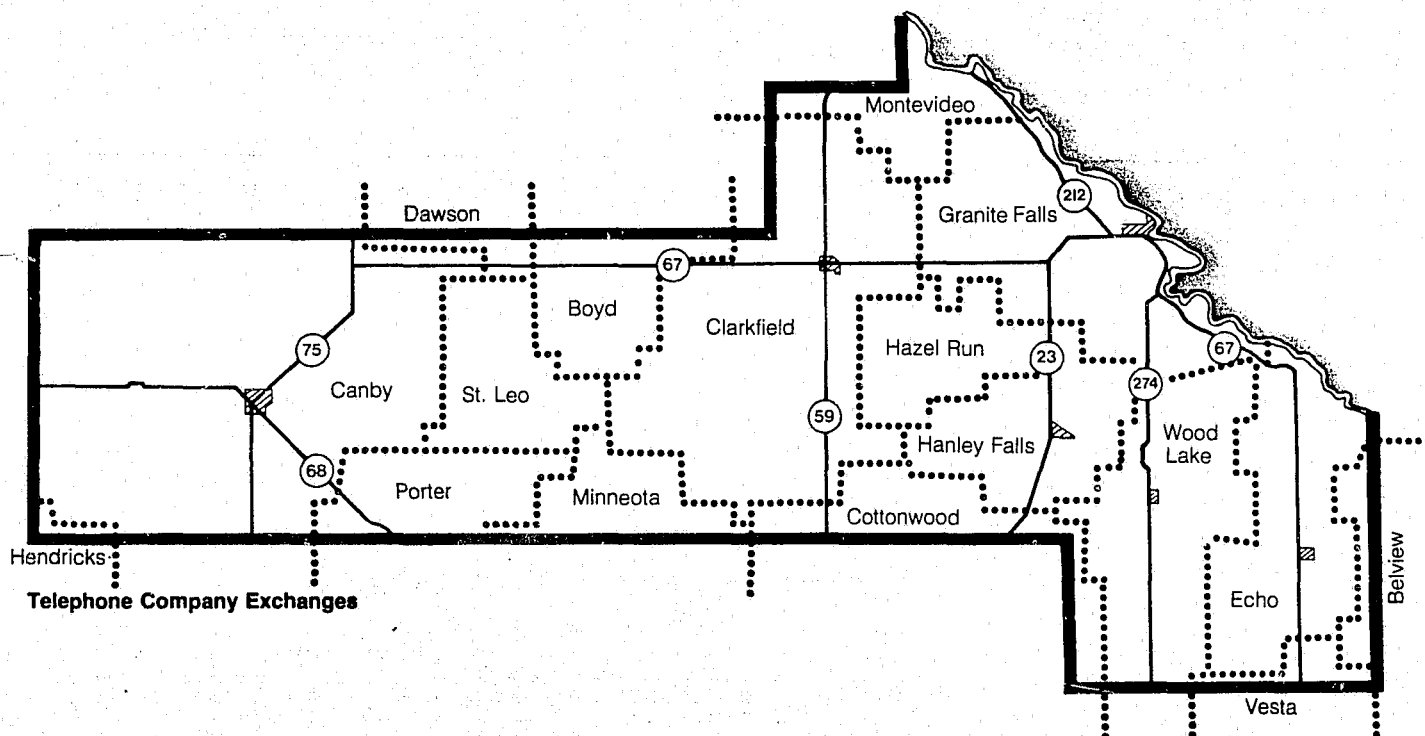 Montevideo
212
Dawson
Granite Falls
67
Boyd
Clarkfield
75
Hazel Run
23
67
Canby
St. Leo
274
59
Wood
Lake
Hanley Falls
68
Porter
Minneota
Cottonwood
Hendricks
Belview
Telephone Company Exchanges
Echo
Vesta